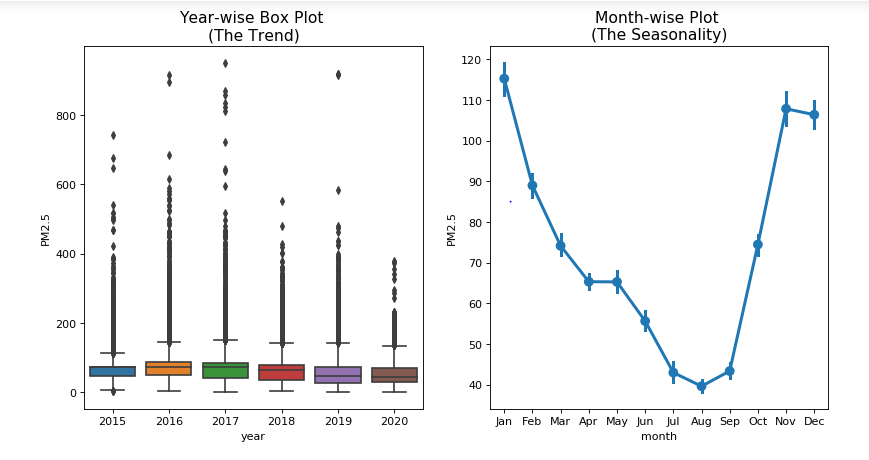 Year-wise Box Plot
(The Trend)
PM2.5
800
600
400
200
0
2015 2016 2017 2018 2019 2020
year
Month-wise Plot
(The Seasonality)
PM2.5
120
110
100
90
80
70
60
50
40
Jan Feb Mar Apr May Jun Jul Aug Sep Oct Nov Dec
month